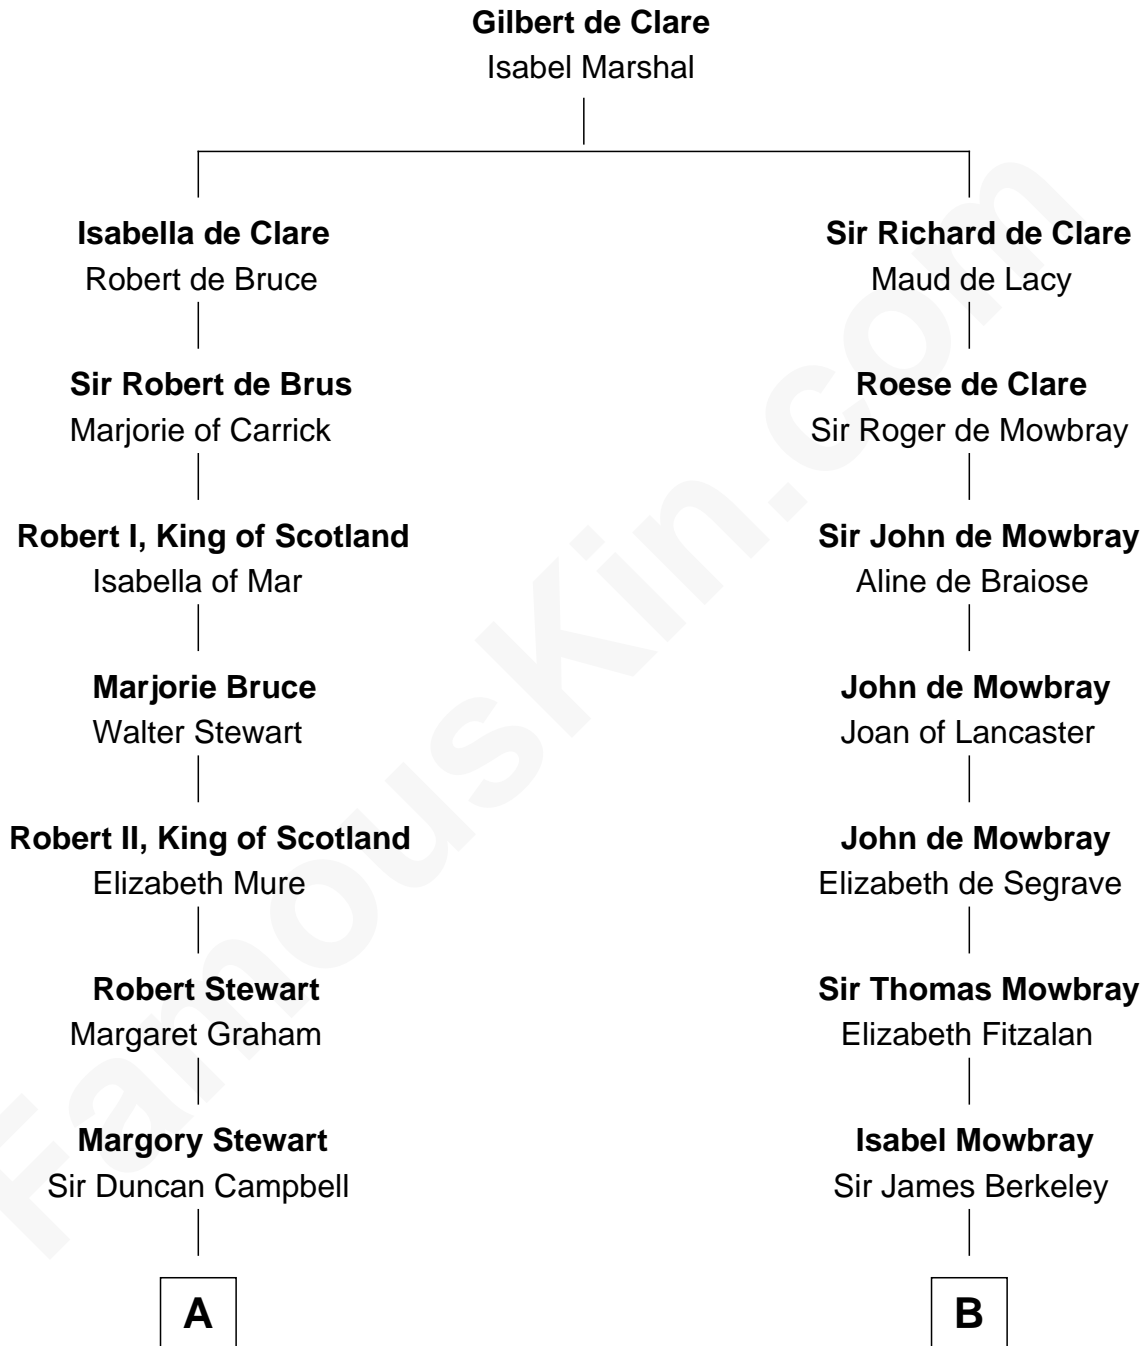 Gilbert de Clare
Isabel Marshal
Isabella de Clare
Robert de Bruce
Sir Richard de Clare
Maud de Lacy
Sir Robert de Brus
Marjorie of Carrick
Roese de Clare
Sir Roger de Mowbray
Robert I, King of Scotland
Isabella of Mar
Sir John de Mowbray
Aline de Braiose
Marjorie Bruce
Walter Stewart
John de Mowbray
Joan of Lancaster
Robert II, King of Scotland
Elizabeth Mure
John de Mowbray
Elizabeth de Segrave
Robert Stewart
Margaret Graham
Sir Thomas Mowbray
Elizabeth Fitzalan
Margory Stewart
Sir Duncan Campbell
Isabel Mowbray
Sir James Berkeley
A
B
FamousKin.com